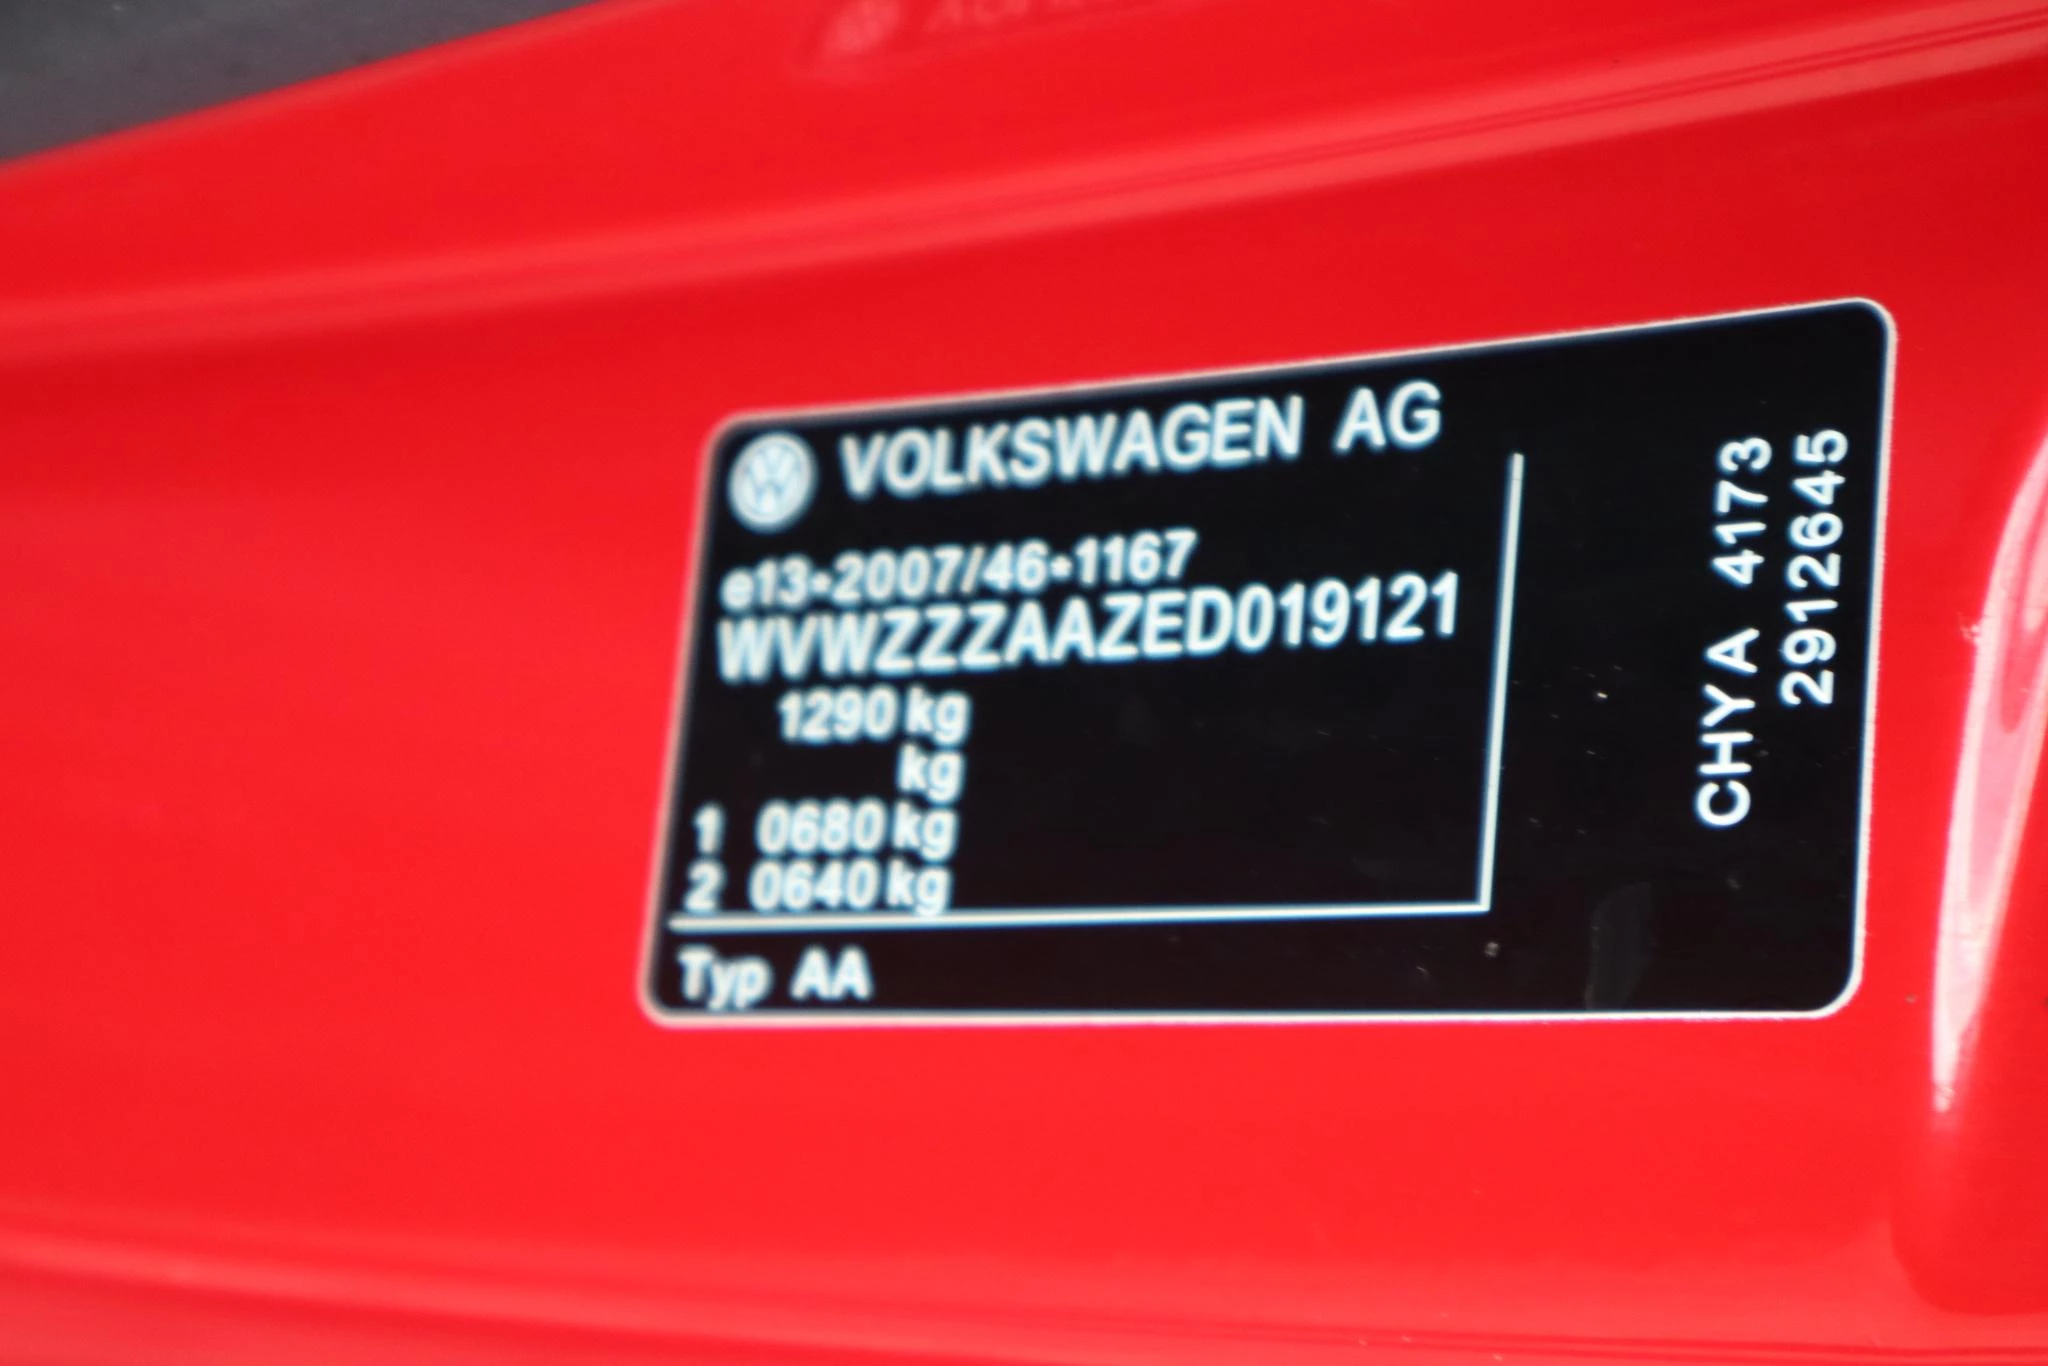 VOLKSWAGEN AG
e13*2007/46*1167
WVWZZZAAZED019121
1290 kg
kg
1 0680 kg
2 0640 kg
Typ AA
CHYA 4173
2912645